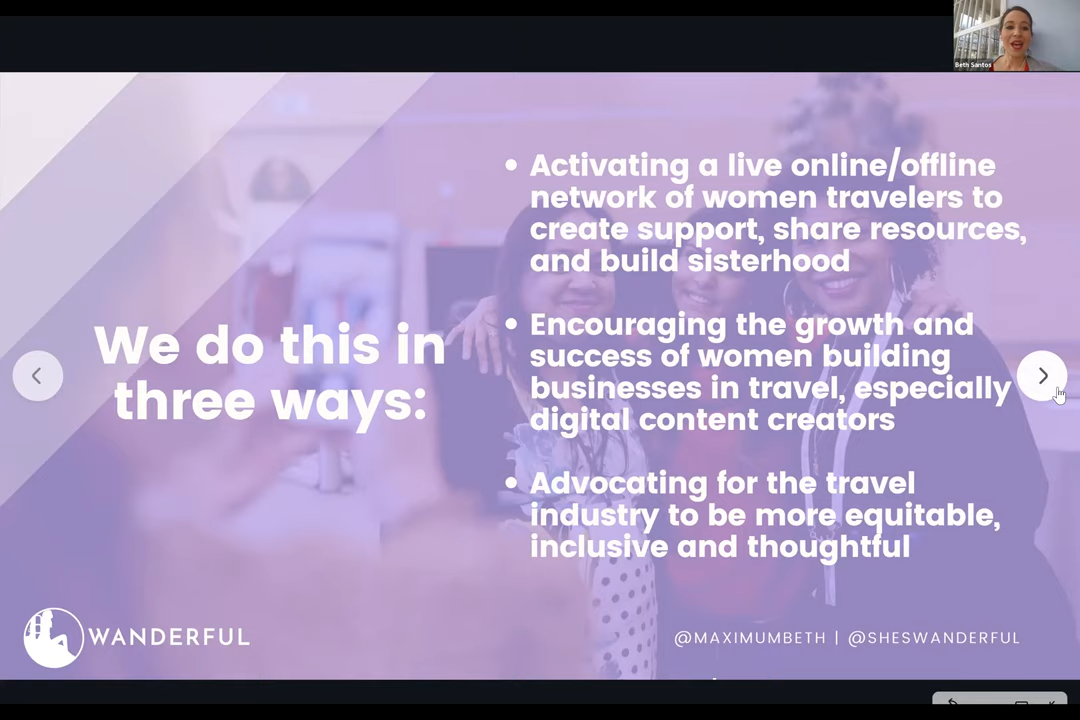 Beth Santos
We do this in
three ways:
• Activating a live online/offline
network of women travelers to
create support, share resources,
and build sisterhood
• Encouraging the growth and
success of women building
businesses in travel, especially
digital content creators
• Advocating for the travel
industry to be more equitable,
inclusive and thoughtful
WANDERFUL
@MAXIMUMBETH | @SHESWANDERFUL